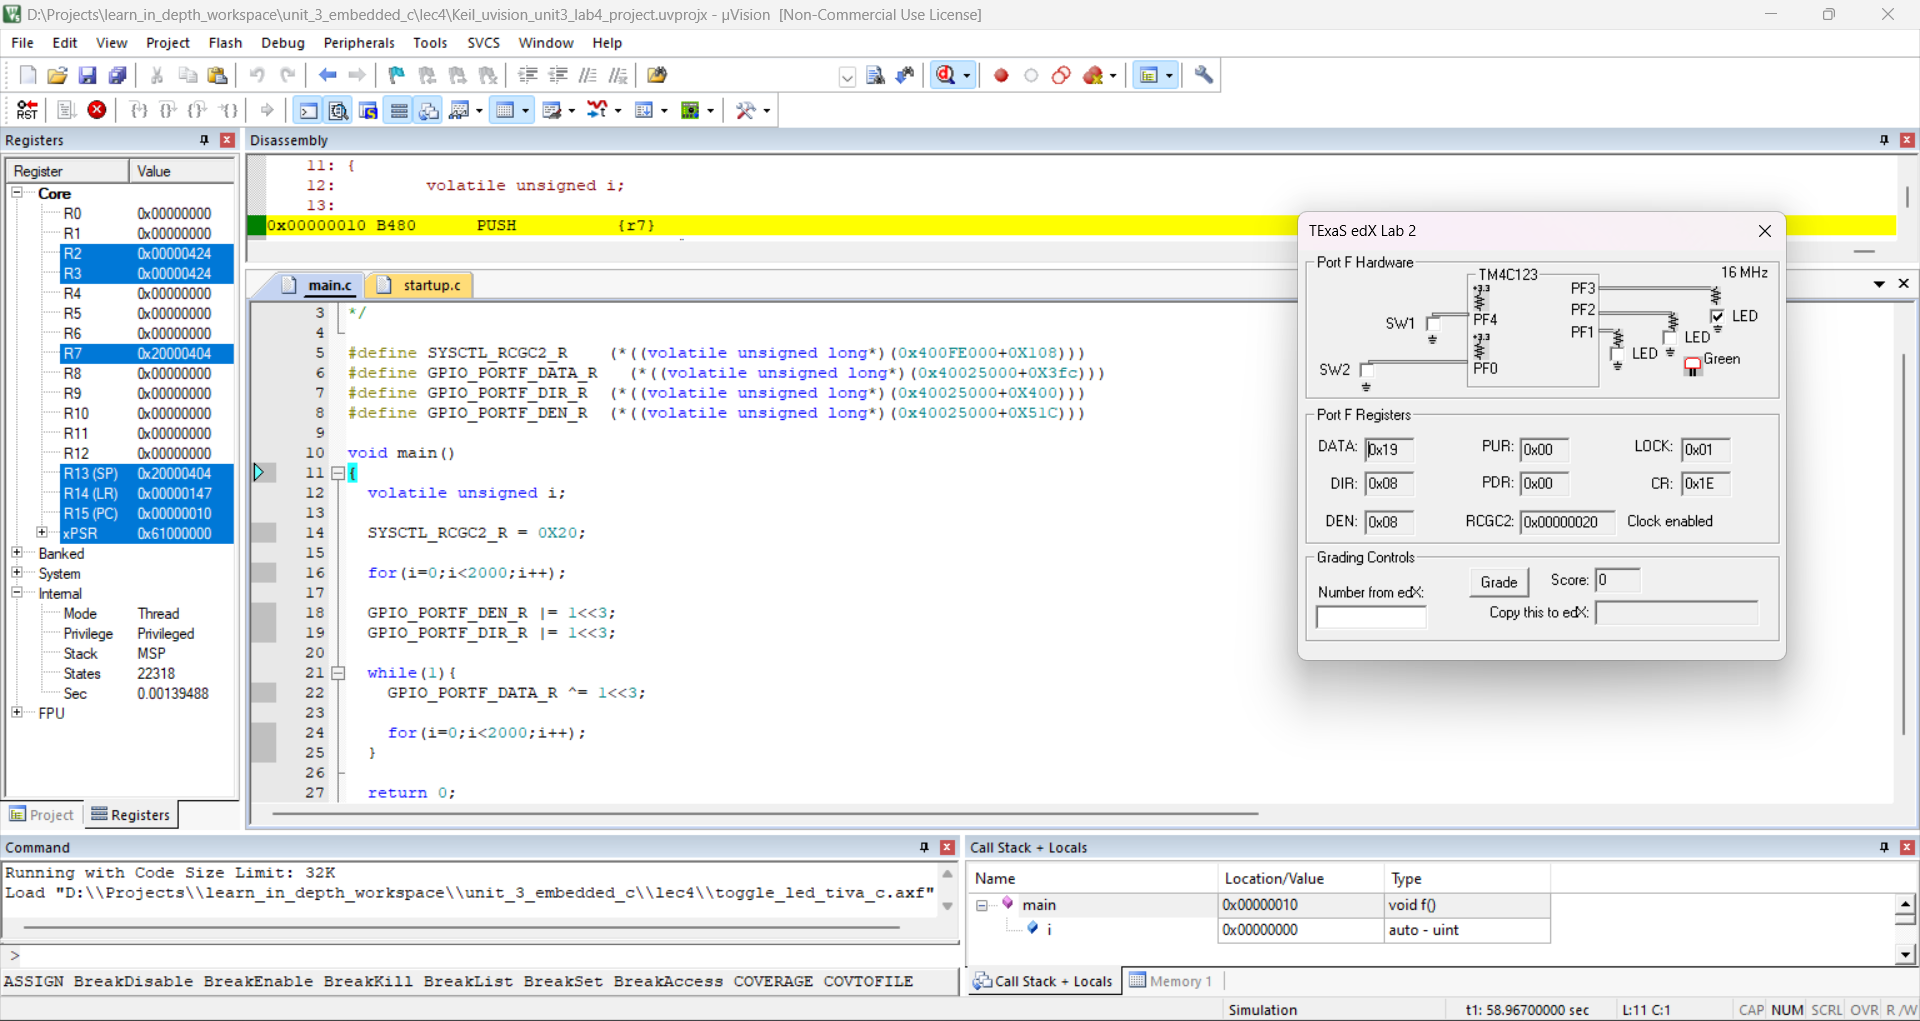 D:\Projects\learn_in_depth_workspace\unit_3_embedded_c\lec4\Keil_uvision_unit3_lab4_project.uvprojx - µVision [Non-Commercial Use License]
File Edit View Project Flash Debug Peripherals Tools SVCS Window Help
RST
Registers
Register Value
Core
R0 0x00000000
R1 0x00000000
R2 0x00000424
R3 0x00000424
R4 0x00000000
R5 0x00000000
R6 0x00000000
R7 0x20000404
R8 0x00000000
R9 0x00000000
R10 0x00000000
R11 0x00000000
R12 0x00000000
R13 (SP) 0x20000404
R14 (LR) 0x00000147
R15 (PC) 0x00000010
xPSR 0x61000000
Banked
System
Internal
Mode Thread
Privilege Privileged
Stack MSP
States 22318
Sec 0.00139488
FPU
Project Registers
Disassembly
11: {
12: volatile unsigned i;
13:
0x00000010 B480 PUSH {r7}
main.c startup.c
3 */
4
5 #define SYSCTL_RCGC2_R (*((volatile unsigned long*)(0x400FE000+0X108)))
6 #define GPIO_PORTF_DATA_R (*((volatile unsigned long*)(0x40025000+0X3fc)))
7 #define GPIO_PORTF_DIR_R (*((volatile unsigned long*)(0x40025000+0X400)))
8 #define GPIO_PORTF_DEN_R (*((volatile unsigned long*)(0x40025000+0X51C)))
9
10 void main()
11 {
12 volatile unsigned i;
13
14 SYSCTL_RCGC2_R = 0X20;
15
16 for(i=0;i<2000;i++);
17
18 GPIO_PORTF_DEN_R |= 1<<3;
19 GPIO_PORTF_DIR_R |= 1<<3;
20
21 while(1){
22 GPIO_PORTF_DATA_R ^= 1<<3;
23
24 for(i=0;i<2000;i++);
25 }
26
27 return 0;
TExaS edX Lab 2
Port F Hardware
TM4C123 16 MHz
+3.3 PF3
SW1 PF4 PF2 LED
+3.3 PF1 LED
LED Green
SW2 PF0
Port F Registers
DATA: 0x19 PUR: 0x00 LOCK: 0x01
DIR: 0x08 PDR: 0x00 CR: 0x1E
DEN: 0x08 RCGC2: 0x00000020 Clock enabled
Grading Controls
Number from edX: Grade Score: 0
Copy this to edX:
Command
Running with Code Size Limit: 32K
Load "D:\\Projects\\learn_in_depth_workspace\\unit_3_embedded_c\\lec4\\toggle_led_tiva_c.axf"
>
ASSIGN BreakDisable BreakEnable BreakKill BreakList BreakSet BreakAccess COVERAGE COVTOFILE
Call Stack + Locals
Name Location/Value Type
main 0x00000010 void f()
i 0x00000000 auto - uint
Call Stack + Locals Memory 1
Simulation t1: 58.96700000 sec L:11 C:1 CAP NUM SCRL OVR R/W